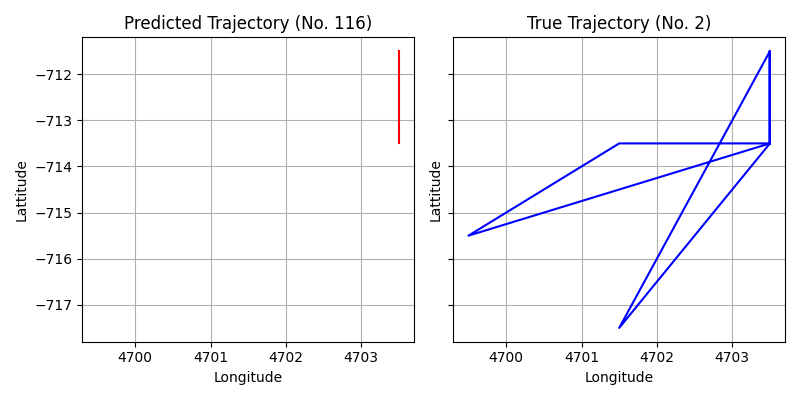 Predicted Trajectory (No. 116)
True Trajectory (No. 2)
−712
−713
−714
−715
−716
−717
Lattitude
Lattitude
4700 4701 4702 4703
4700 4701 4702 4703
Longitude
Longitude